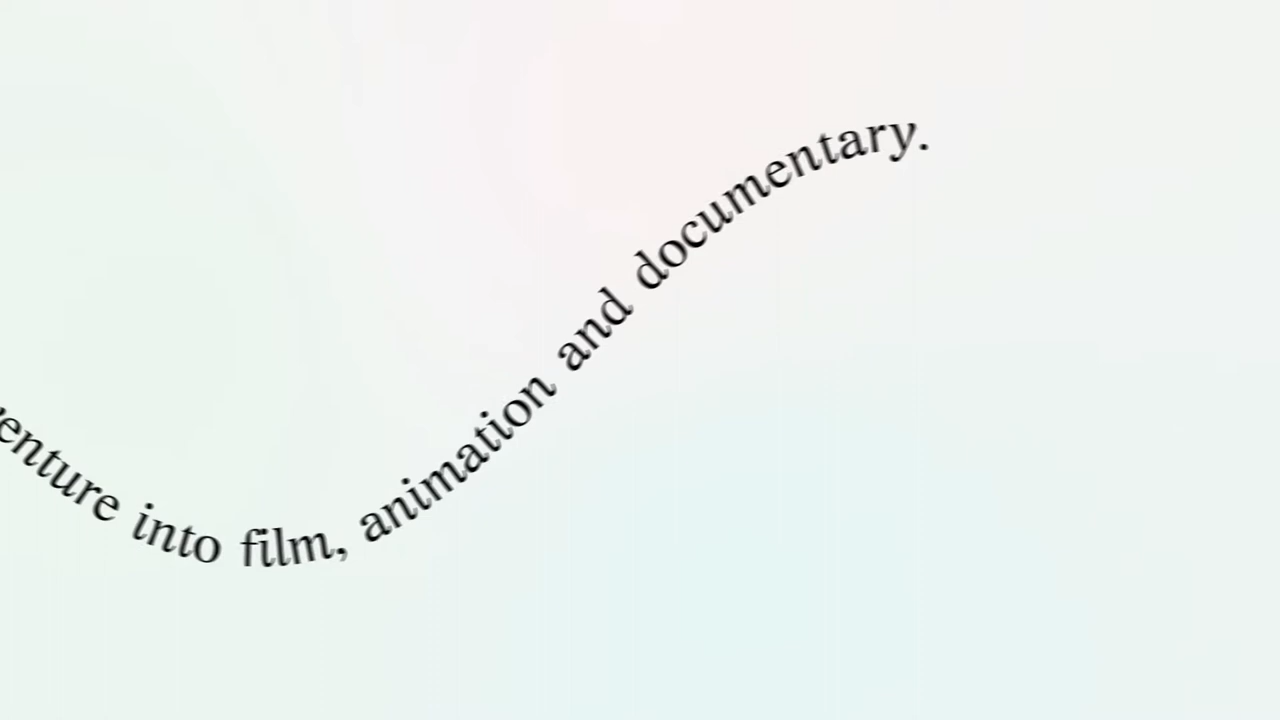 enture into film, animation and documentary.